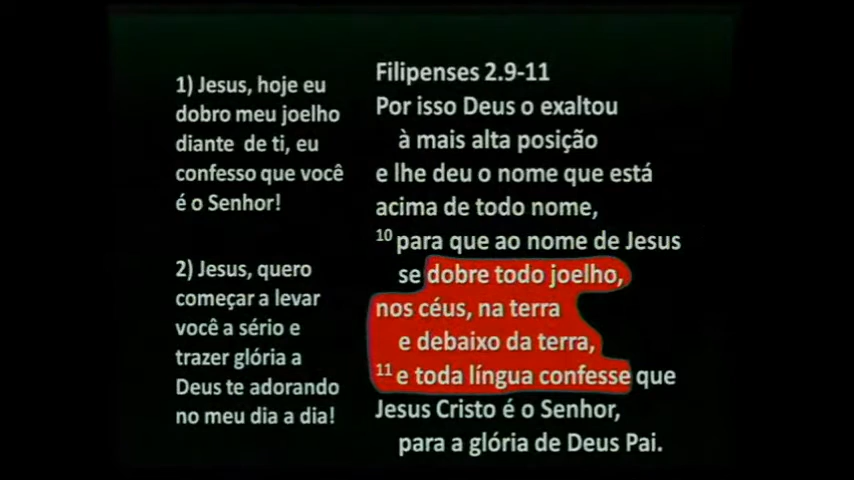 1) Jesus, hoje eu
dobro meu joelho
diante de ti, eu
confesso que você
é o Senhor!
2) Jesus, quero
começar a levar
você a sério e
trazer glória a
Deus te adorando
no meu dia a dia!
Filipenses 2.9-11
Por isso Deus o exaltou
à mais alta posição
e lhe deu o nome que está
acima de todo nome,
10 para que ao nome de Jesus
se dobre todo joelho,
nos céus, na terra
e debaixo da terra,
11 e toda língua confesse que
Jesus Cristo é o Senhor,
para a glória de Deus Pai.